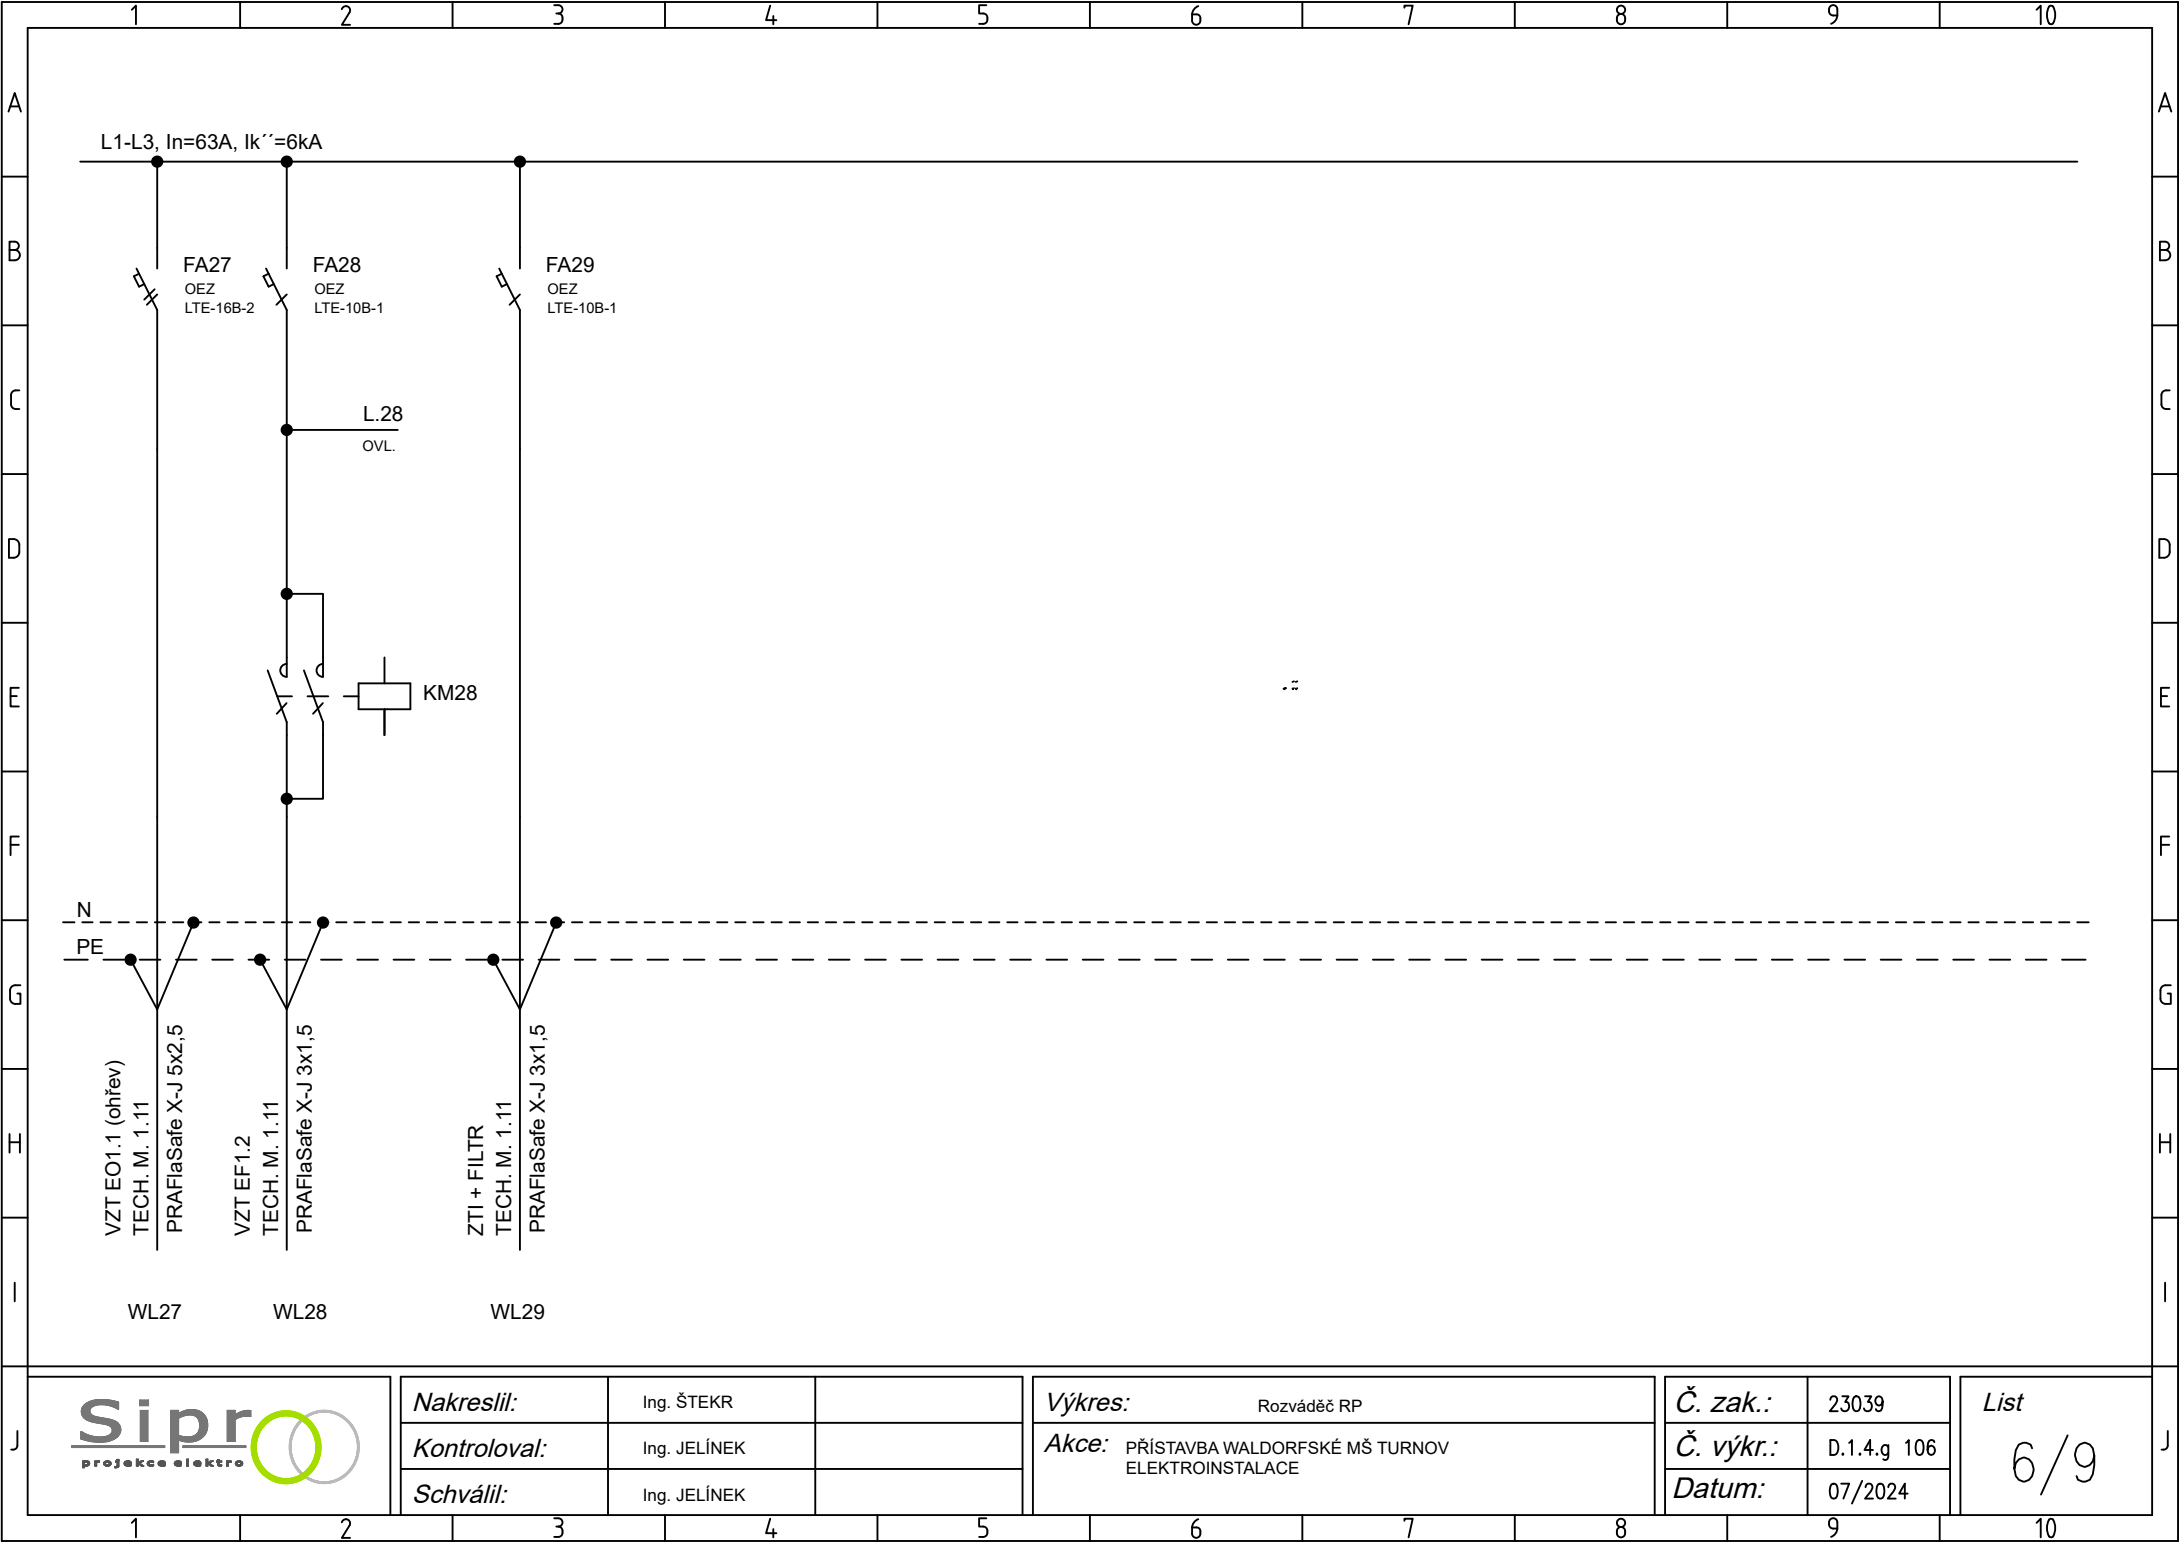 1 2 3 4 5 6 7 8 9 10
A A
L1-L3, In=63A, Ik´´=6kA
B B
FA27
OEZ
LTE-16B-2
FA28
OEZ
LTE-10B-1
FA29
OEZ
LTE-10B-1
C C
L.28
OVL.
D D
E E
KM28
F F
N
PE
G G
H H
VZT EO1.1 (ohřev)
TECH. M. 1.11
PRAFlaSafe X-J 5x2,5
VZT EF1.2
TECH. M. 1.11
PRAFlaSafe X-J 3x1,5
ZTI + FILTR
TECH. M. 1.11
PRAFlaSafe X-J 3x1,5
I I
WL27
WL28
WL29
J J
Sipro
projekce elektro
Nakreslil: Ing. ŠTEKR
Kontroloval: Ing. JELÍNEK
Schválil: Ing. JELÍNEK
Výkres: Rozváděč RP
Akce: PŘÍSTAVBA WALDORFSKÉ MŠ TURNOV
ELEKTROINSTALACE
Č. zak.: 23039
Č. výkr.: D.1.4.g 106
Datum: 07/2024
List
6/9
1 2 3 4 5 6 7 8 9 10